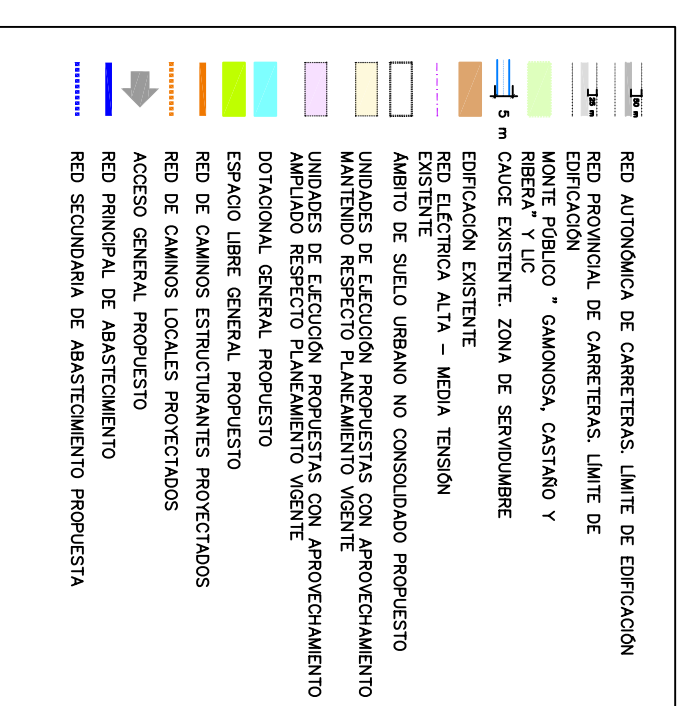 50 m
RED AUTONÓMICA DE CARRETERAS. LÍMITE DE EDIFICACIÓN
25 m
RED PROVINCIAL DE CARRETERAS. LÍMITE DE
EDIFICACIÓN
MONTE PÚBLICO " GAMONOSA, CASTAÑO Y
RIBERA" Y LIC
5 m
CAUCE EXISTENTE. ZONA DE SERVIDUMBRE
EDIFICACIÓN EXISTENTE
RED ELÉCTRICA ALTA - MEDIA TENSIÓN
EXISTENTE
ÁMBITO DE SUELO URBANO NO CONSOLIDADO PROPUESTO
UNIDADES DE EJECUCIÓN PROPUESTAS CON APROVECHAMIENTO
MANTENIDO RESPECTO PLANEAMIENTO VIGENTE
UNIDADES DE EJECUCIÓN PROPUESTAS CON APROVECHAMIENTO
AMPLIADO RESPECTO PLANEAMIENTO VIGENTE
DOTACIONAL GENERAL PROPUESTO
ESPACIO LIBRE GENERAL PROPUESTO
RED DE CAMINOS ESTRUCTURANTES PROYECTADOS
RED DE CAMINOS LOCALES PROYECTADOS
ACCESO GENERAL PROPUESTO
RED PRINCIPAL DE ABASTECIMIENTO
RED SECUNDARIA DE ABASTECIMIENTO PROPUESTA